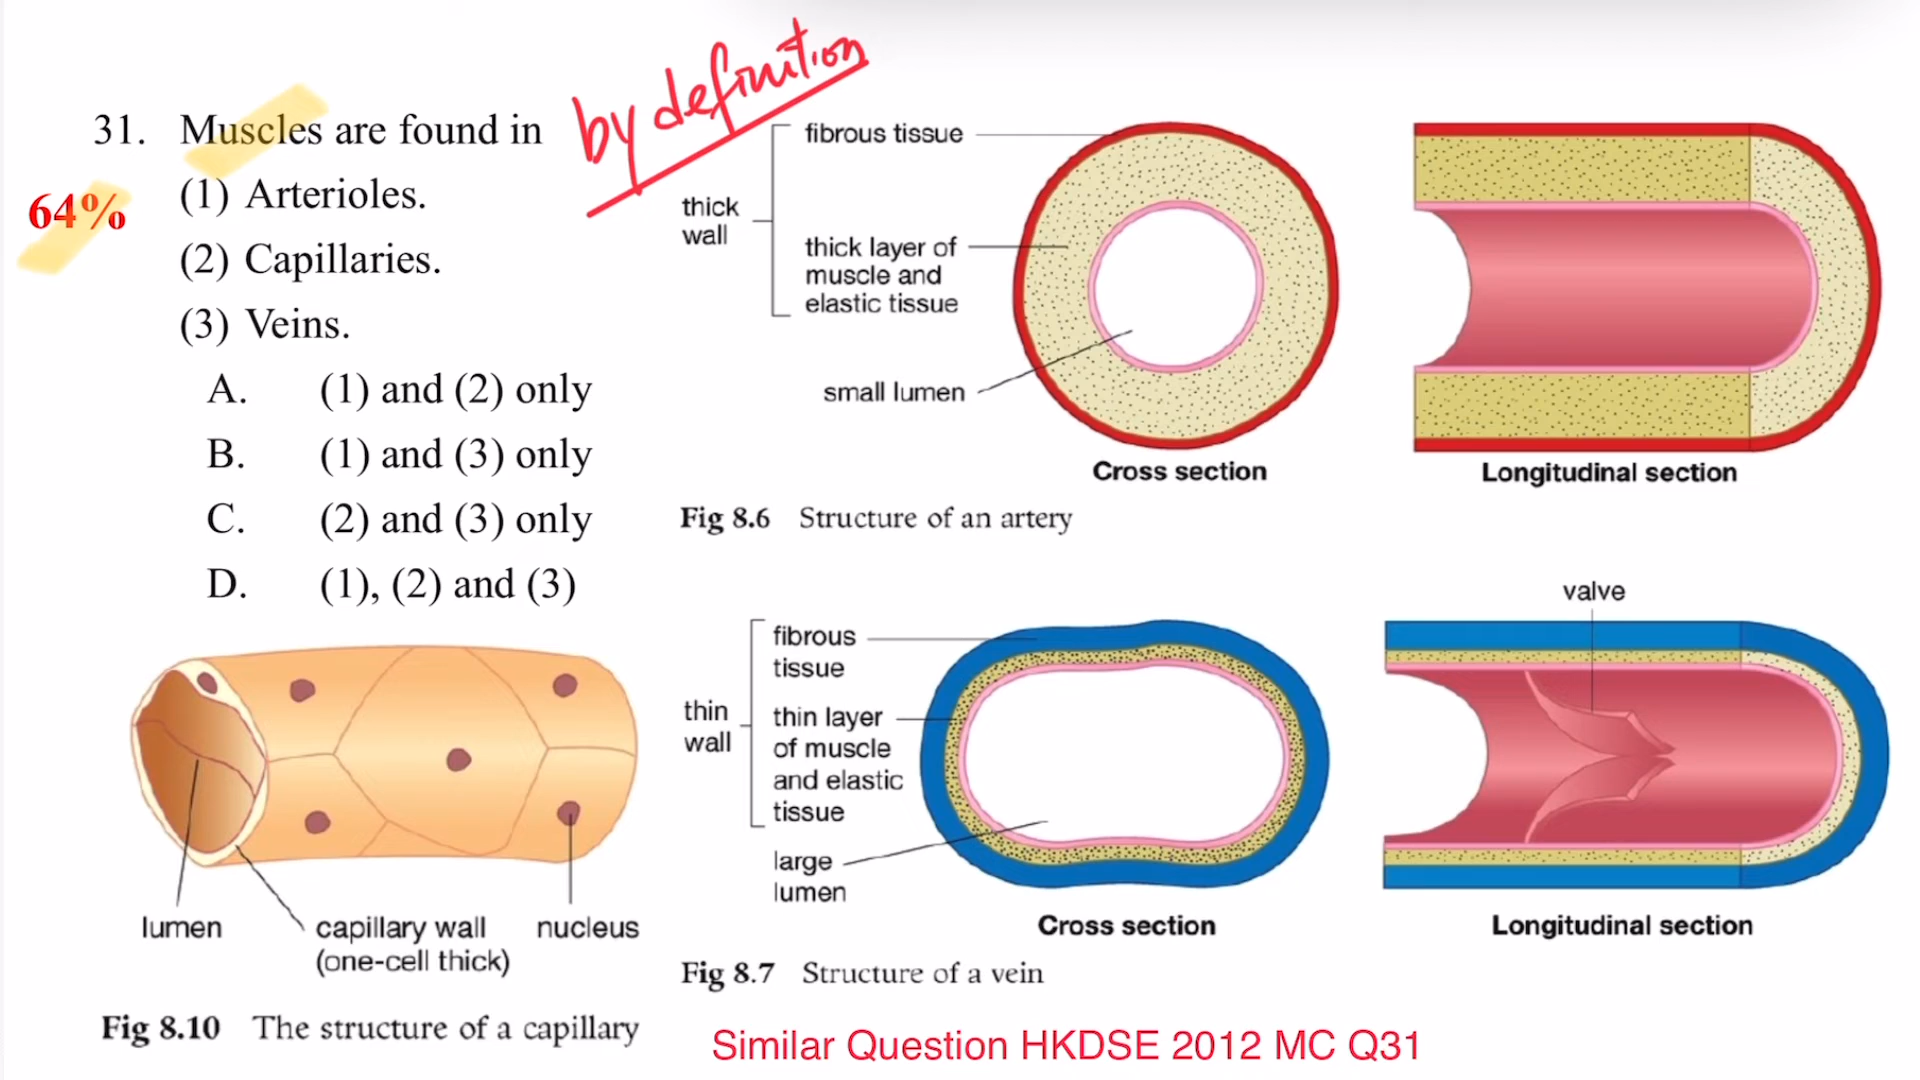 31. Muscles are found in
by definition
64%
(1) Arterioles.
(2) Capillaries.
(3) Veins.
A. (1) and (2) only
B. (1) and (3) only
C. (2) and (3) only
D. (1), (2) and (3)
thick
wall
fibrous tissue
thick layer of
muscle and
elastic tissue
small lumen
Cross section
Longitudinal section
Fig 8.6 Structure of an artery
thin
wall
fibrous
tissue
thin layer
of muscle
and elastic
tissue
large
lumen
valve
Cross section
Longitudinal section
Fig 8.7 Structure of a vein
lumen
capillary wall
(one-cell thick)
nucleus
Fig 8.10 The structure of a capillary
Similar Question HKDSE 2012 MC Q31